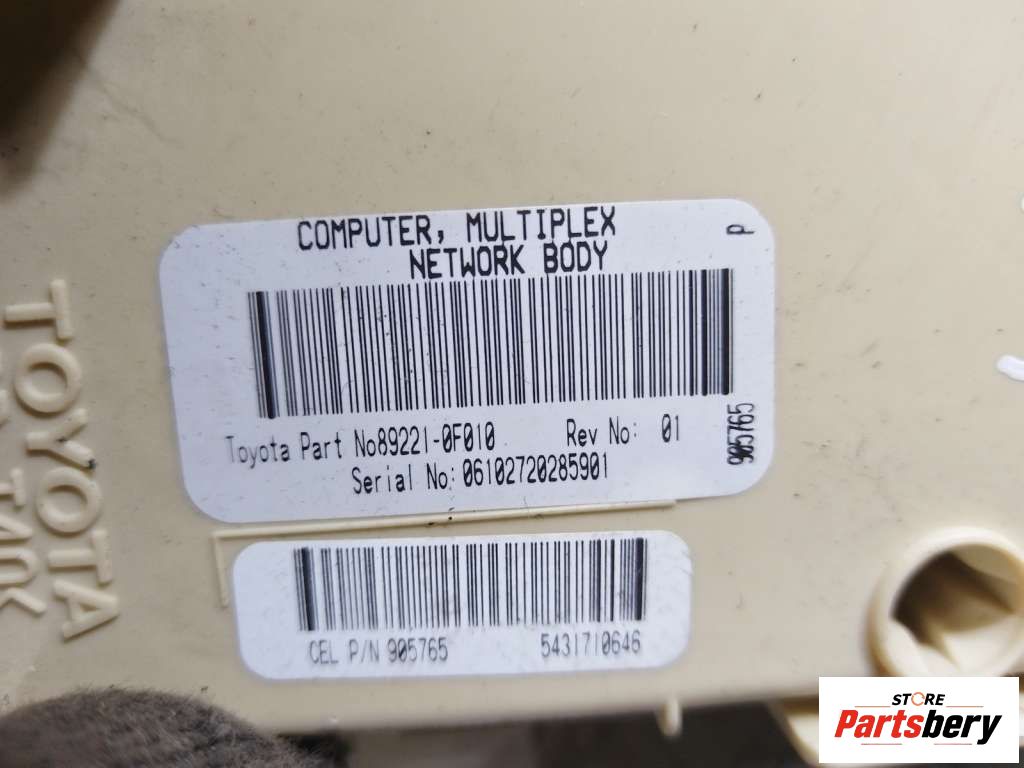 COMPUTER, MULTIPLEX
NETWORK BODY
P
Toyota Part No89221-0F010 Rev No: 01
Serial No: 06102720285901
905765
CEL P/N 905765 5431710646
TOYOTA
STORE
Partsbery